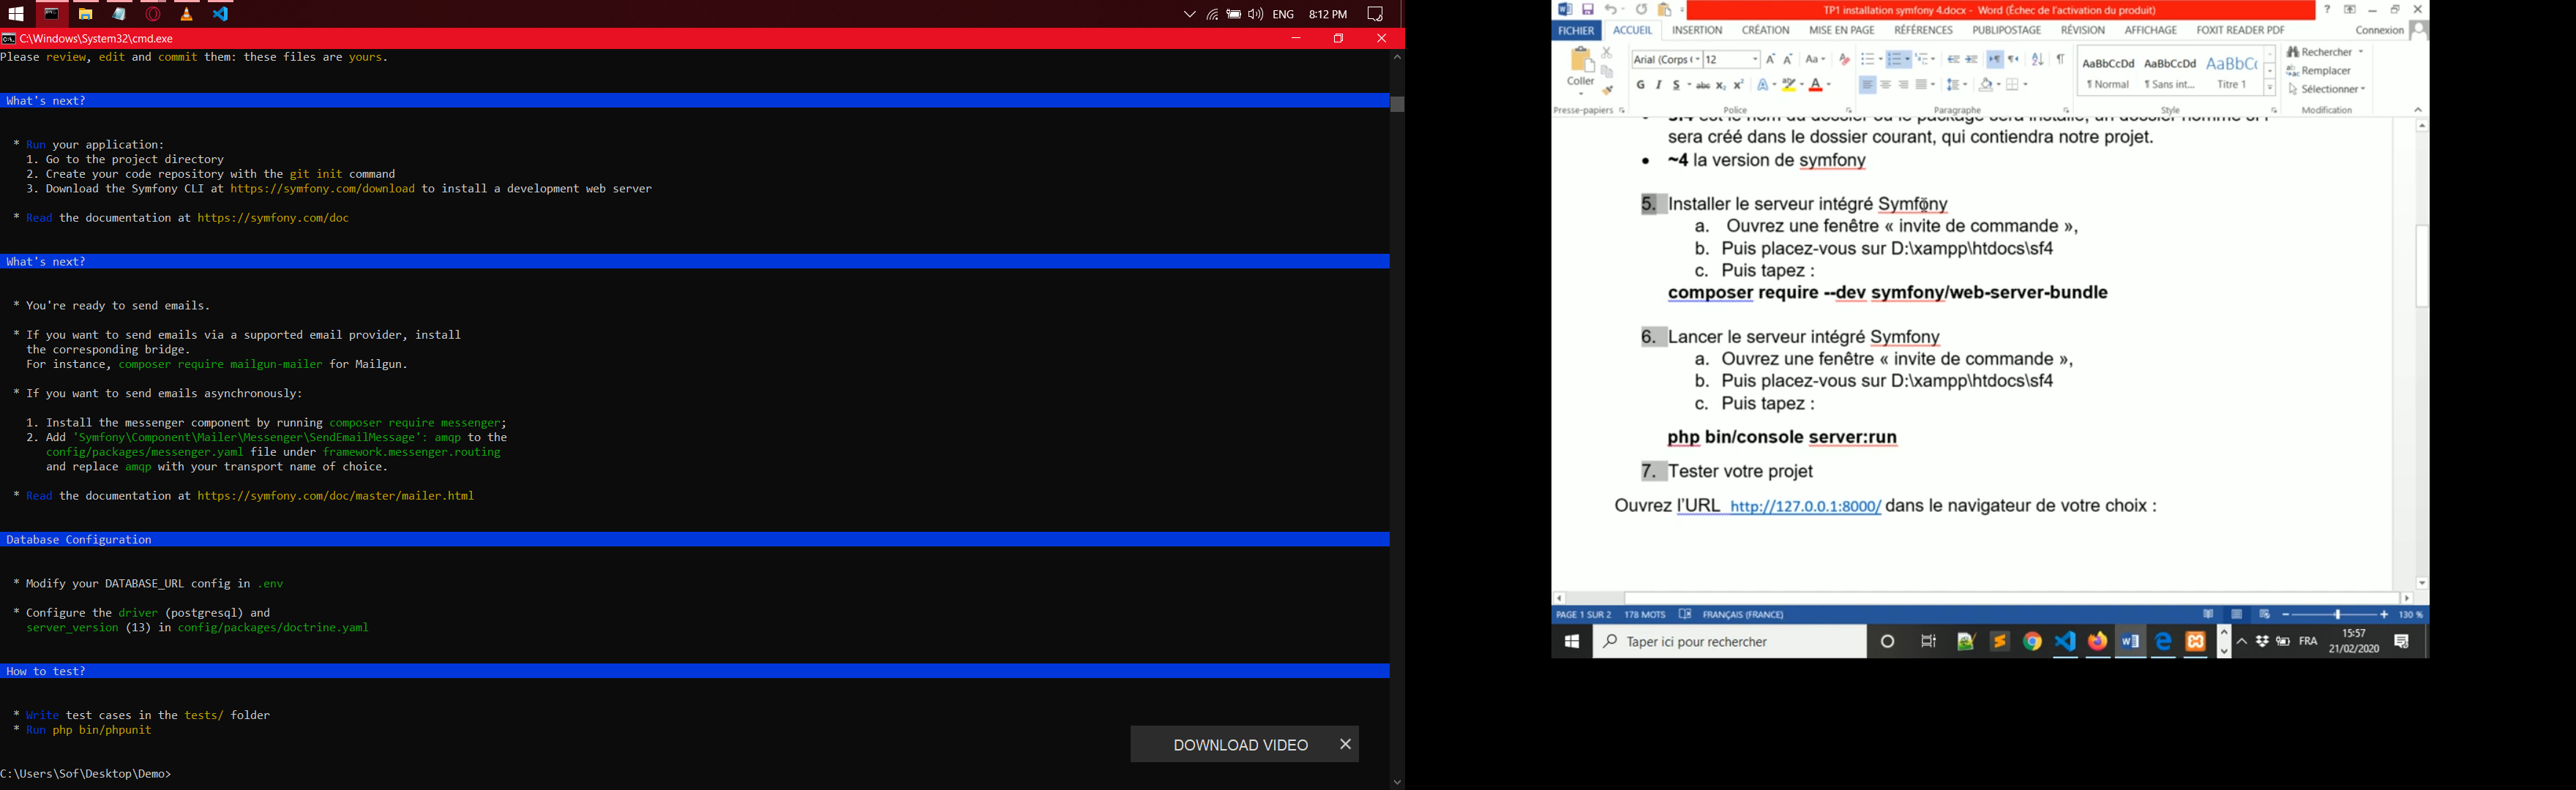 ENG 8:12 PM
C:\Windows\System32\cmd.exe
Please review, edit and commit them: these files are yours.
What's next?
* Run your application:
1. Go to the project directory
2. Create your code repository with the git init command
3. Download the Symfony CLI at https://symfony.com/download to install a development web server
* Read the documentation at https://symfony.com/doc
What's next?
* You're ready to send emails.
* If you want to send emails via a supported email provider, install
the corresponding bridge.
For instance, composer require mailgun-mailer for Mailgun.
* If you want to send emails asynchronously:
1. Install the messenger component by running composer require messenger;
2. Add 'Symfony\Component\Mailer\Messenger\SendEmailMessage': amqp to the
config/packages/messenger.yaml file under framework.messenger.routing
and replace amqp with your transport name of choice.
* Read the documentation at https://symfony.com/doc/master/mailer.html
Database Configuration
* Modify your DATABASE_URL config in .env
* Configure the driver (postgresql) and
server_version (13) in config/packages/doctrine.yaml
How to test?
* Write test cases in the tests/ folder
* Run php bin/phpunit
DOWNLOAD VIDEO
C:\Users\Sof\Desktop\Demo>
TP1 installation symfony 4.docx - Word (Échec de l'activation du produit)
FICHIER ACCUEIL INSERTION CRÉATION MISE EN PAGE RÉFÉRENCES PUBLIPOSTAGE RÉVISION AFFICHAGE FOXIT READER PDF Connexion
Coller
Arial (Corps 12
G I S abc X₂ X²
AaBbCcDd AaBbCcDd AaBbC
¶ Normal ¶ Sans int... Titre 1
Rechercher
Remplacer
Sélectionner
Presse-papiers Police Paragraphe Style Modification
sera créé dans le dossier courant, qui contiendra notre projet.
• ~4 la version de symfony
5. Installer le serveur intégré Symfony
a. Ouvrez une fenêtre « invite de commande »,
b. Puis placez-vous sur D:\xampp\htdocs\sf4
c. Puis tapez :
composer require --dev symfony/web-server-bundle
6. Lancer le serveur intégré Symfony
a. Ouvrez une fenêtre « invite de commande »,
b. Puis placez-vous sur D:\xampp\htdocs\sf4
c. Puis tapez :
php bin/console server:run
7. Tester votre projet
Ouvrez l'URL http://127.0.0.1:8000/ dans le navigateur de votre choix :
PAGE 1 SUR 2 178 MOTS FRANÇAIS (FRANCE) 130 %
Taper ici pour rechercher
FRA 15:57
21/02/2020